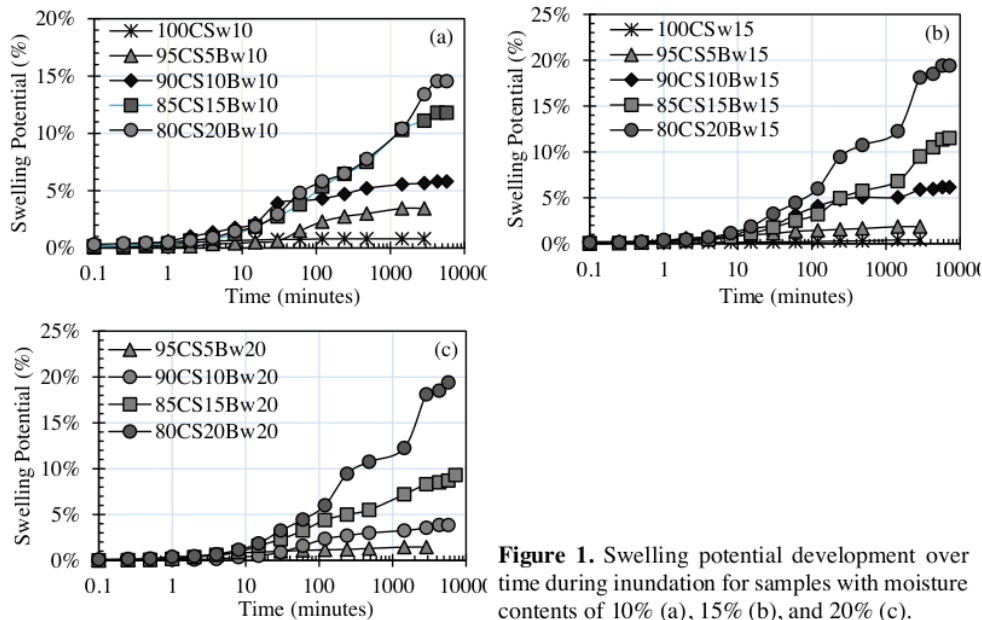 20%
15%
10%
5%
0%
Swelling Potential (%)
100CSw10
95CS5Bw10
90CS10Bw10
85CS15Bw10
80CS20Bw10
(a)
0.1 1 10 100 1000 10000
Time (minutes)
25%
20%
15%
10%
5%
0%
Swelling Potential (%)
100CSw15
95CS5Bw15
90CS10Bw15
85CS15Bw15
80CS20Bw15
(b)
0.1 1 10 100 1000 10000
Time (minutes)
25%
20%
15%
10%
5%
0%
Swelling Potential (%)
95CS5Bw20
90CS10Bw20
85CS15Bw20
80CS20Bw20
(c)
0.1 1 10 100 1000 10000
Time (minutes)
Figure 1. Swelling potential development over
time during inundation for samples with moisture
contents of 10% (a), 15% (b), and 20% (c).